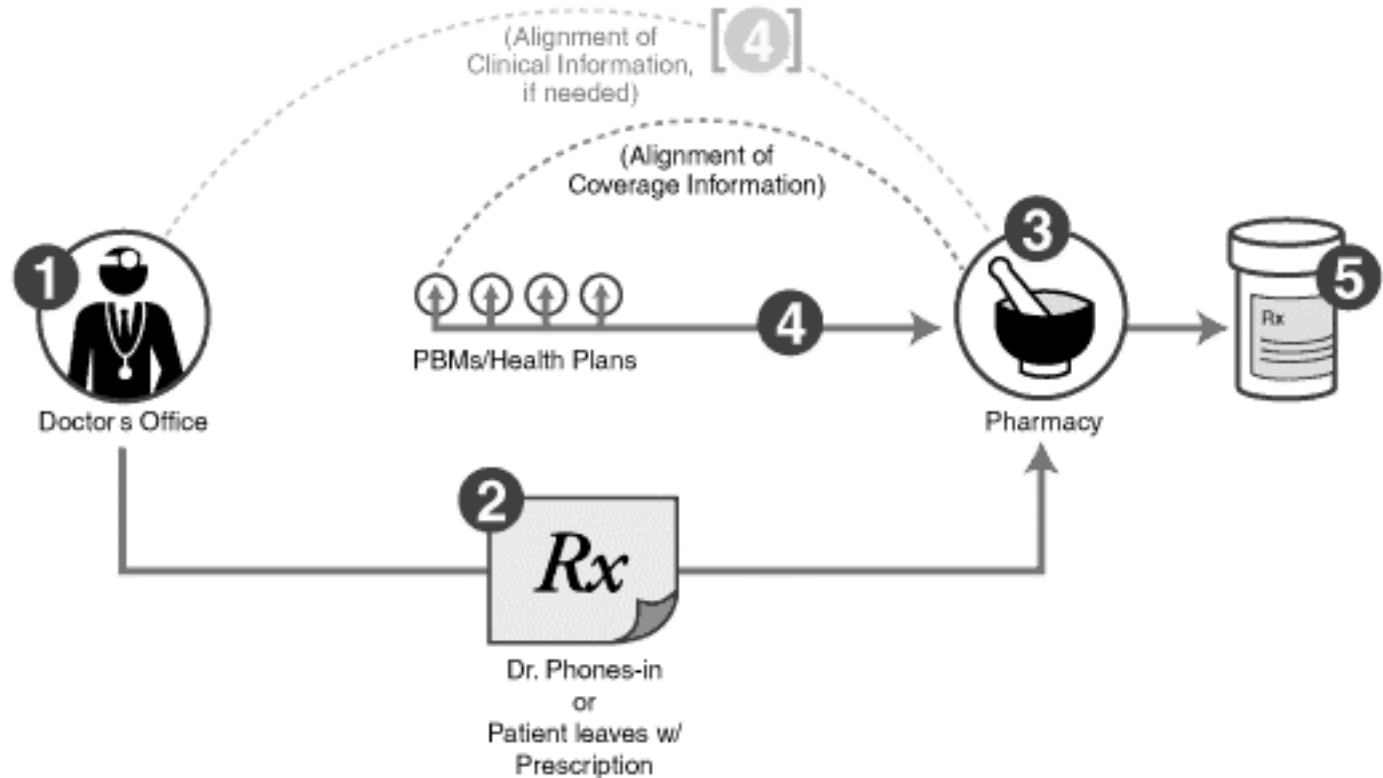 (Alignment of
Clinical Information,
if needed)
[4]
(Alignment of
Coverage Information)
1
3
5
Rx
4
PBMs/Health Plans
Doctor s Office
Pharmacy
2
Rx
Dr. Phones-in
or
Patient leaves w/
Prescription